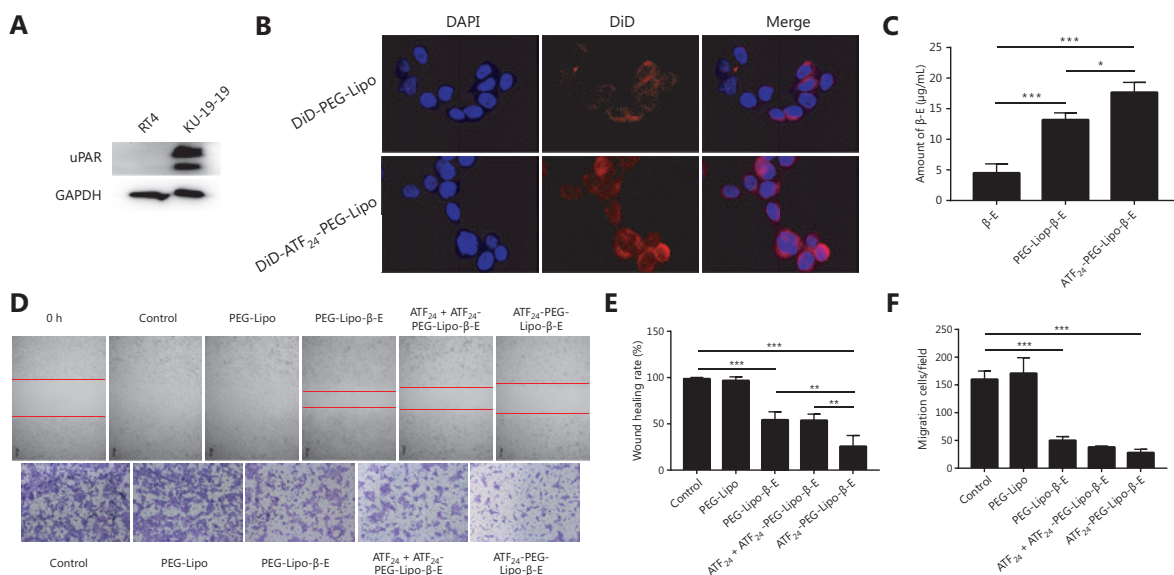 A
RT4
KU-19-19
uPAR
GAPDH
B
DAPI
DiD
Merge
DiD-PEG-Lipo
DiD-ATF24-PEG-Lipo
C
***
*
***
25
20
15
10
5
0
Amount of β-E (μg/mL)
β-E
PEG-Liop-β-E
ATF24-PEG-Lipo-β-E
D
0 h
Control
PEG-Lipo
PEG-Lipo-β-E
ATF24 + ATF24-
PEG-Lipo-β-E
ATF24-PEG-
Lipo-β-E
Control
PEG-Lipo
PEG-Lipo-β-E
ATF24 + ATF24-
PEG-Lipo-β-E
ATF24-PEG-
Lipo-β-E
E
150
100
50
0
Wound healing rate (%)
***
***
**
**
Control
PEG-Lipo
PEG-Lipo-β-E
ATF24 + ATF24-PEG-Lipo-β-E
ATF24-PEG-Lipo-β-E
F
250
200
150
100
50
0
Migration cells/field
***
***
Control
PEG-Lipo
PEG-Lipo-β-E
ATF24 + ATF24-PEG-Lipo-β-E
ATF24-PEG-Lipo-β-E